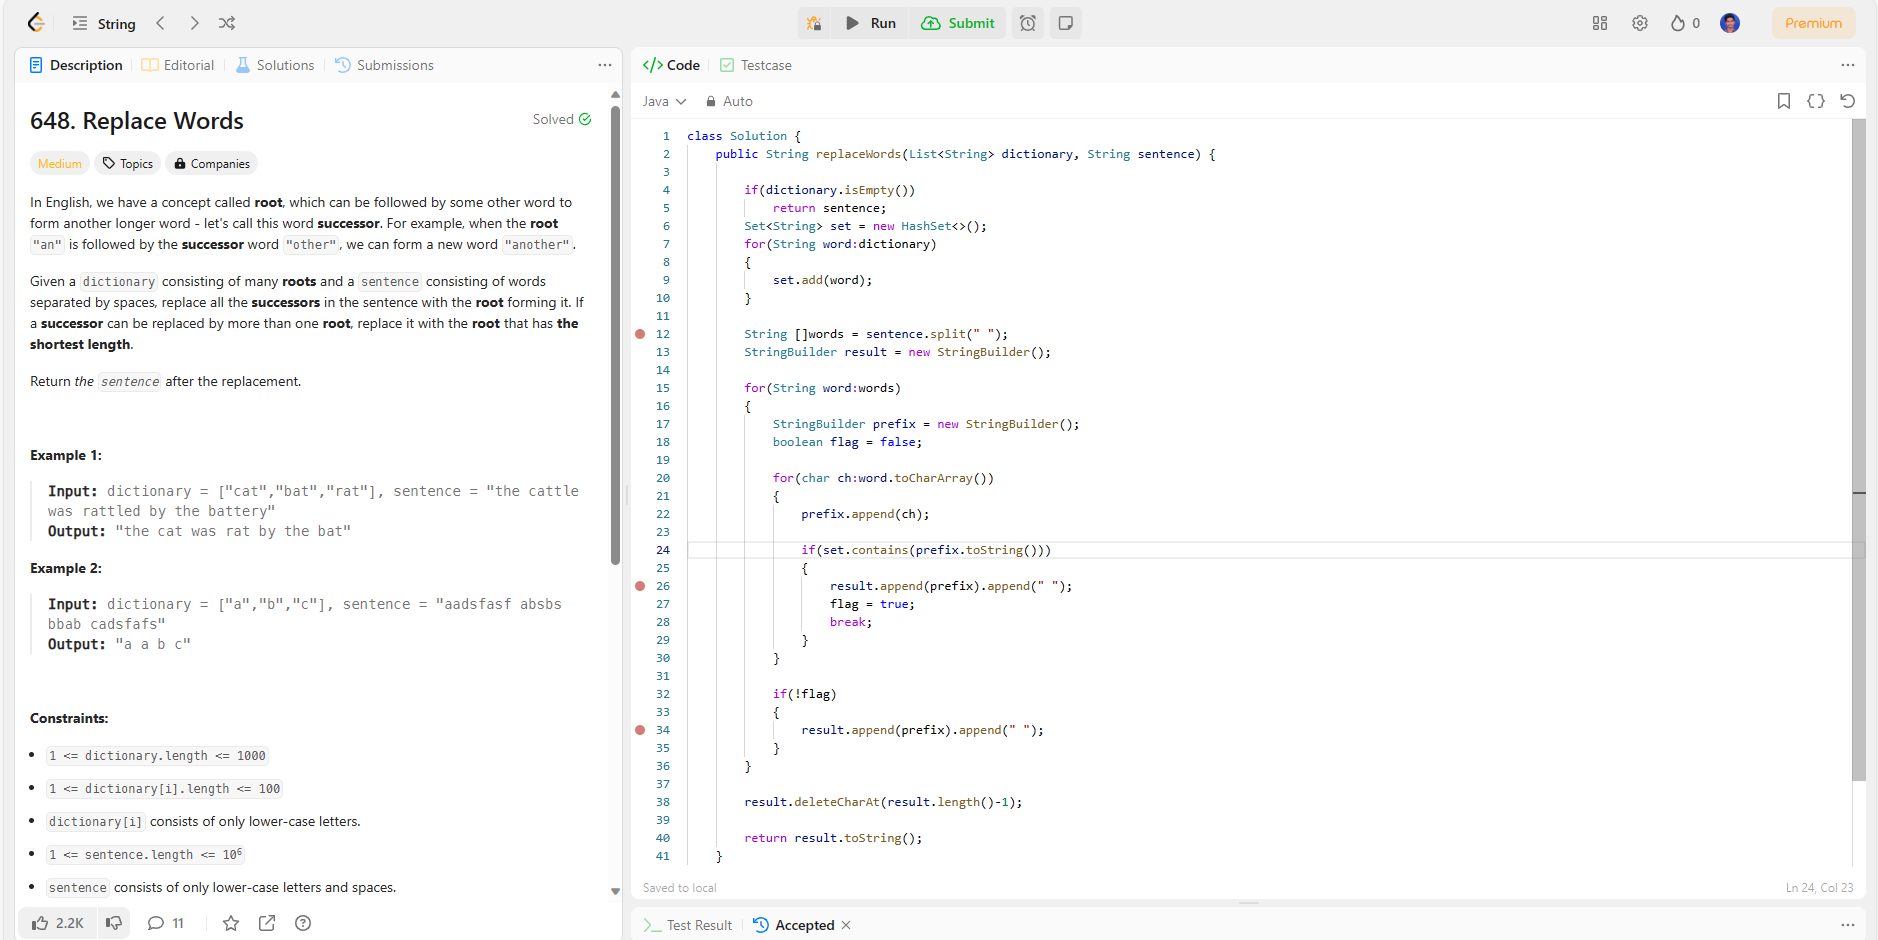 String
Run
Submit
0
Premium
Description
Editorial
Solutions
Submissions
648. Replace Words
Solved
Medium
Topics
Companies
In English, we have a concept called root, which can be followed by some other word to
form another longer word - let's call this word successor. For example, when the root
"an" is followed by the successor word "other", we can form a new word "another".
Given a dictionary consisting of many roots and a sentence consisting of words
separated by spaces, replace all the successors in the sentence with the root forming it. If
a successor can be replaced by more than one root, replace it with the root that has the
shortest length.
Return the sentence after the replacement.
Example 1:
Input: dictionary = ["cat","bat","rat"], sentence = "the cattle
was rattled by the battery"
Output: "the cat was rat by the bat"
Example 2:
Input: dictionary = ["a","b","c"], sentence = "aadsfasf absbs
bbab cadsfafs"
Output: "a a b c"
Constraints:
• 1 <= dictionary.length <= 1000
• 1 <= dictionary[i].length <= 100
• dictionary[i] consists of only lower-case letters.
• 1 <= sentence.length <= 10⁶
• sentence consists of only lower-case letters and spaces.
2.2K
11
</> Code
Testcase
Java
Auto
1 class Solution {
2 public String replaceWords(List<String> dictionary, String sentence) {
3
4 if(dictionary.isEmpty())
5 return sentence;
6 Set<String> set = new HashSet<>();
7 for(String word:dictionary)
8 {
9 set.add(word);
10 }
11
12 String []words = sentence.split(" ");
13 StringBuilder result = new StringBuilder();
14
15 for(String word:words)
16 {
17 StringBuilder prefix = new StringBuilder();
18 boolean flag = false;
19
20 for(char ch:word.toCharArray())
21 {
22 prefix.append(ch);
23
24 if(set.contains(prefix.toString()))
25 {
26 result.append(prefix).append(" ");
27 flag = true;
28 break;
29 }
30 }
31
32 if(!flag)
33 {
34 result.append(prefix).append(" ");
35 }
36 }
37
38 result.deleteCharAt(result.length()-1);
39
40 return result.toString();
41 }
Saved to local
Ln 24, Col 23
Test Result
Accepted